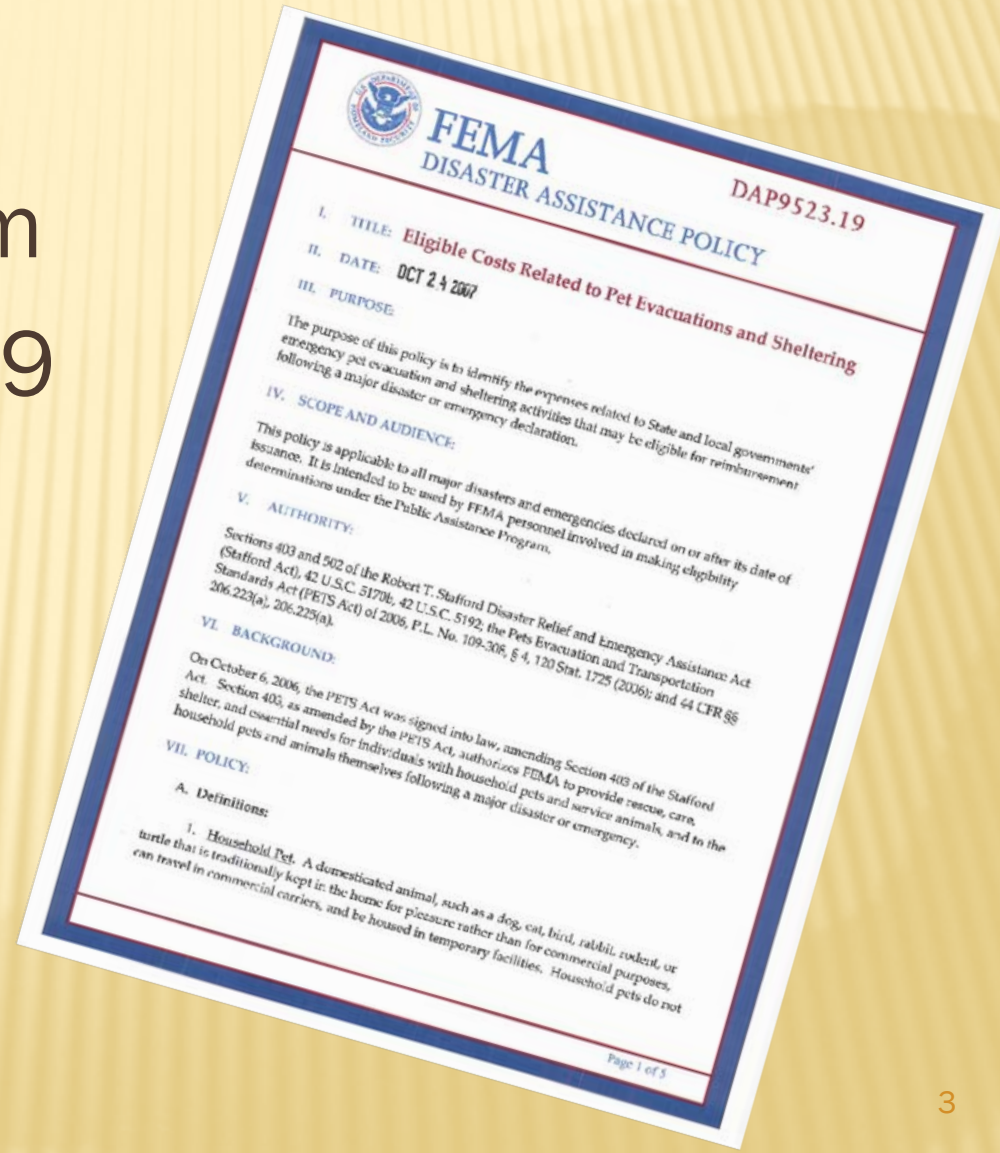 m
9
U.S. DEPARTMENT OF
HOMELAND SECURITY
FEMA
DISASTER ASSISTANCE POLICY
DAP9523.19
I. TITLE: Eligible Costs Related to Pet Evacuations and Sheltering
II. DATE: OCT 24 2007
III. PURPOSE:
The purpose of this policy is to identify the expenses related to State and local governments'
emergency pet evacuation and sheltering activities that may be eligible for reimbursement
following a major disaster or emergency declaration.
IV. SCOPE AND AUDIENCE:
This policy is applicable to all major disasters and emergencies declared on or after its date of
issuance. It is intended to be used by FEMA personnel involved in making eligibility
determinations under the Public Assistance Program.
V. AUTHORITY:
Sections 403 and 502 of the Robert T. Stafford Disaster Relief and Emergency Assistance Act
(Stafford Act), 42 U.S.C. 5170b, 42 U.S.C. 5192; the Pets Evacuation and Transportation
Standards Act (PETS Act) of 2006, P.L. No. 109-308, § 4, 120 Stat. 1725 (2006); and 44 CFR §§
206.223(a), 206.225(a).
VI. BACKGROUND:
On October 6, 2006, the PETS Act was signed into law, amending Section 403 of the Stafford
Act. Section 403, as amended by the PETS Act, authorizes FEMA to provide rescue, care,
shelter, and essential needs for individuals with household pets and service animals, and to the
household pets and animals themselves following a major disaster or emergency.
VII. POLICY:
A. Definitions:
1. Household Pet. A domesticated animal, such as a dog, cat, bird, rabbit, rodent, or
turtle that is traditionally kept in the home for pleasure rather than for commercial purposes,
can travel in commercial carriers, and be housed in temporary facilities. Household pets do not
Page 1 of 5
3